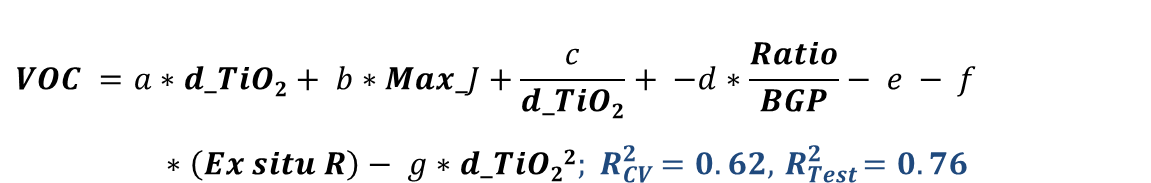 VOC = a * d_TiO₂ + b * Max_J + c/d_TiO₂ + −d * Ratio/BGP − e − f
* (Ex situ R) − g * d_TiO₂²; R²_CV = 0.62, R²_Test = 0.76